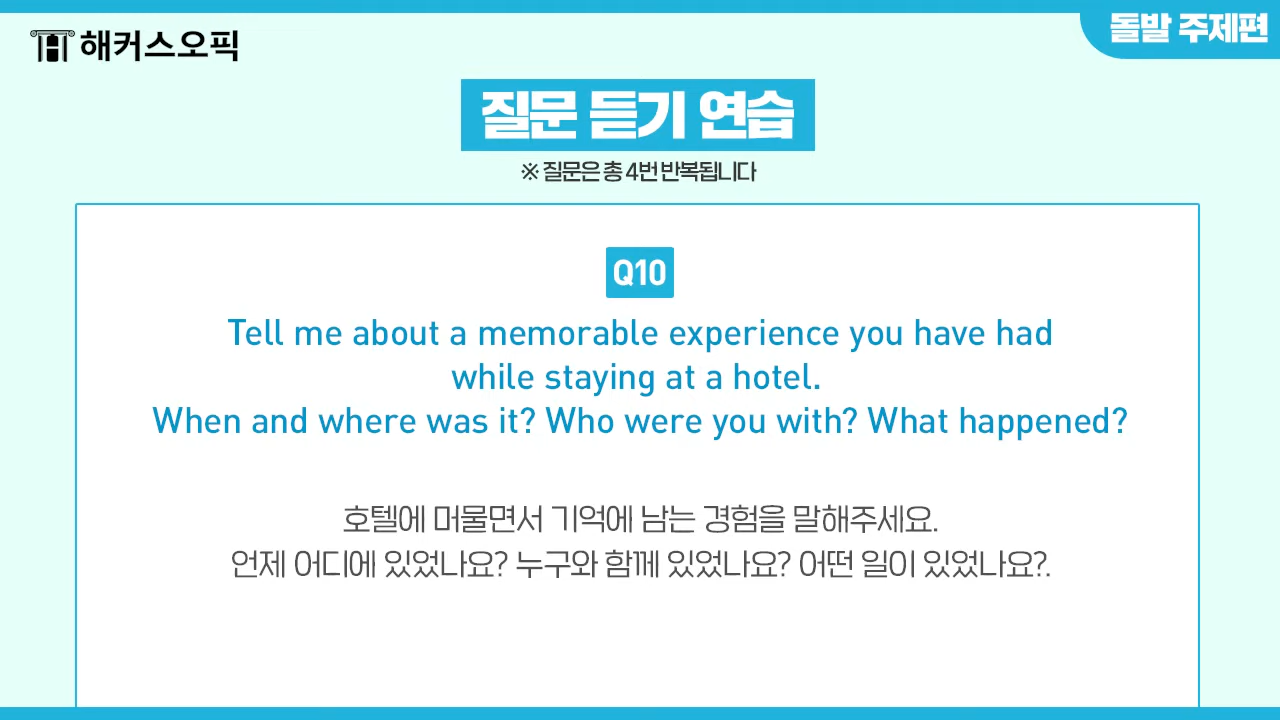 해커스오픽
돌발 주제편
질문 듣기 연습
※ 질문은 총 4번 반복됩니다
Q10
Tell me about a memorable experience you have had
while staying at a hotel.
When and where was it? Who were you with? What happened?
호텔에 머물면서 기억에 남는 경험을 말해주세요.
언제 어디에 있었나요? 누구와 함께 있었나요? 어떤 일이 있었나요?.